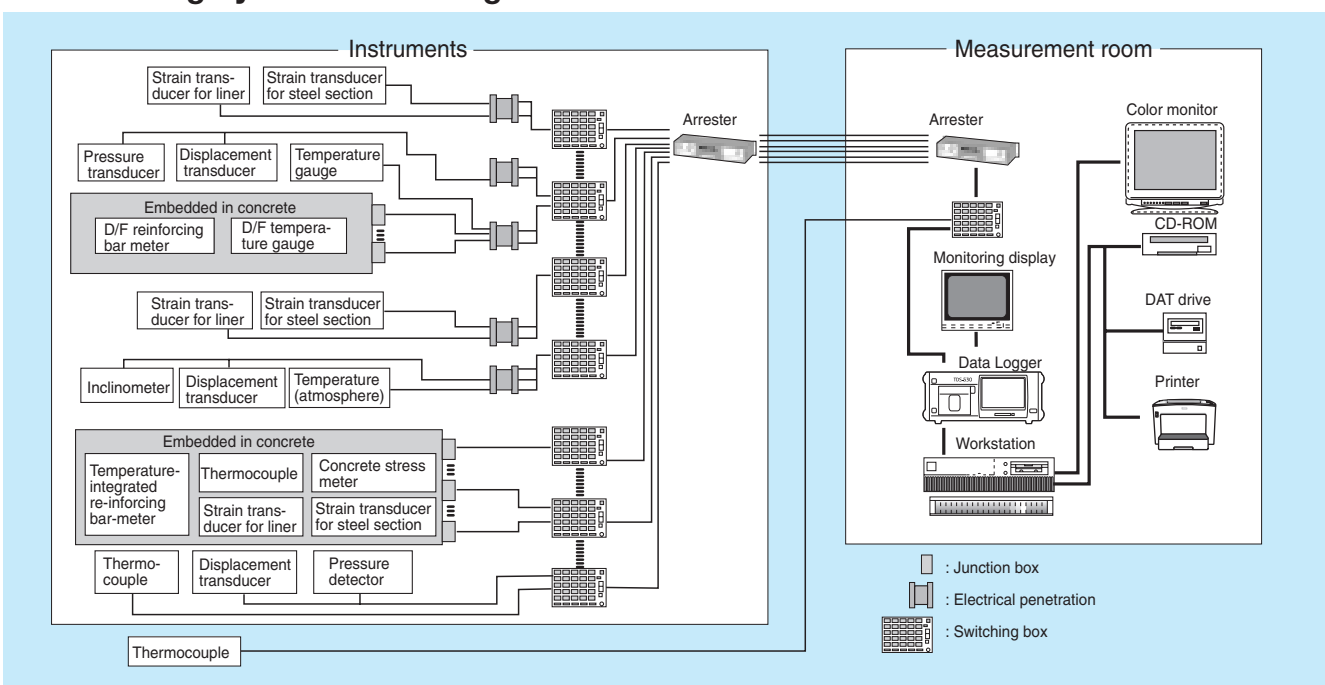 Instruments
Strain trans-
ducer for liner
Strain transducer
for steel section
Pressure
transducer
Displacement
transducer
Temperature
gauge
Embedded in concrete
D/F reinforcing
bar meter
D/F tempera-
ture gauge
Strain trans-
ducer for liner
Strain transducer
for steel section
Inclinometer
Displacement
transducer
Temperature
(atmosphere)
Embedded in concrete
Temperature-
integrated
re-inforcing
bar-meter
Thermocouple
Concrete stress
meter
Strain trans-
ducer for liner
Strain transducer
for steel section
Thermo-
couple
Displacement
transducer
Pressure
detector
Thermocouple
Arrester
Measurement room
Arrester
Color monitor
CD-ROM
Monitoring display
DAT drive
Data Logger
TDS-530
Printer
Workstation
: Junction box
: Electrical penetration
: Switching box